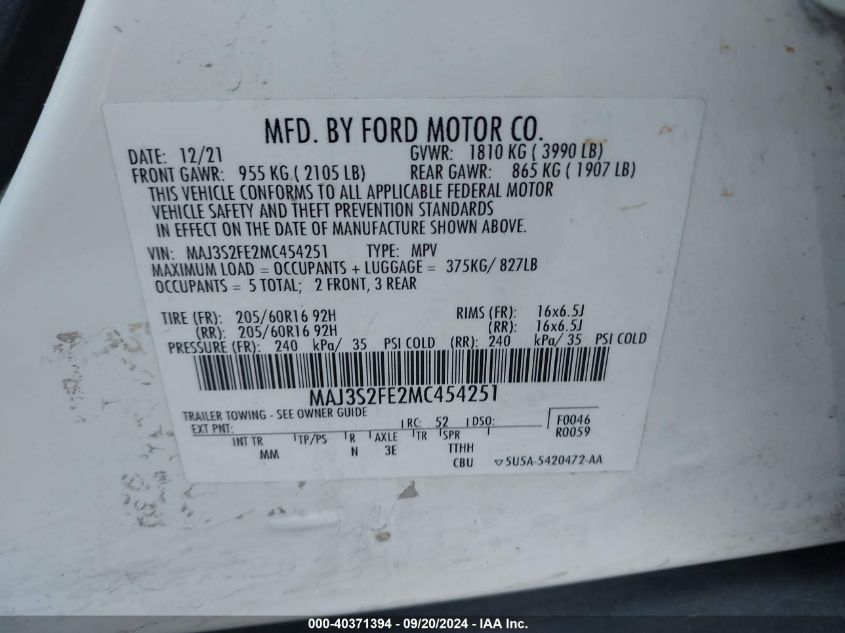 MFD. BY FORD MOTOR CO.
DATE: 12/21 GVWR: 1810 KG ( 3990 LB)
FRONT GAWR: 955 KG ( 2105 LB) REAR GAWR: 865 KG ( 1907 LB)
THIS VEHICLE CONFORMS TO ALL APPLICABLE FEDERAL MOTOR
VEHICLE SAFETY AND THEFT PREVENTION STANDARDS
IN EFFECT ON THE DATE OF MANUFACTURE SHOWN ABOVE.
VIN: MAJ3S2FE2MC454251 TYPE: MPV
MAXIMUM LOAD = OCCUPANTS + LUGGAGE = 375KG/ 827LB
OCCUPANTS = 5 TOTAL; 2 FRONT, 3 REAR
TIRE (FR): 205/60R16 92H RIMS (FR): 16x6.5J
(RR): 205/60R16 92H (RR): 16x6.5J
PRESSURE (FR): 240 kPa/ 35 PSI COLD (RR): 240 kPa/ 35 PSI COLD
MAJ3S2FE2MC454251
TRAILER TOWING - SEE OWNER GUIDE
EXT PNT: RC: 52 DSO: F0046
R0059
INT TR TP/PS R AXLE TR SPR
MM N 3E TTHH
CBU ▽5U5A-5420472-AA
000-40371394 - 09/20/2024 - IAA Inc.